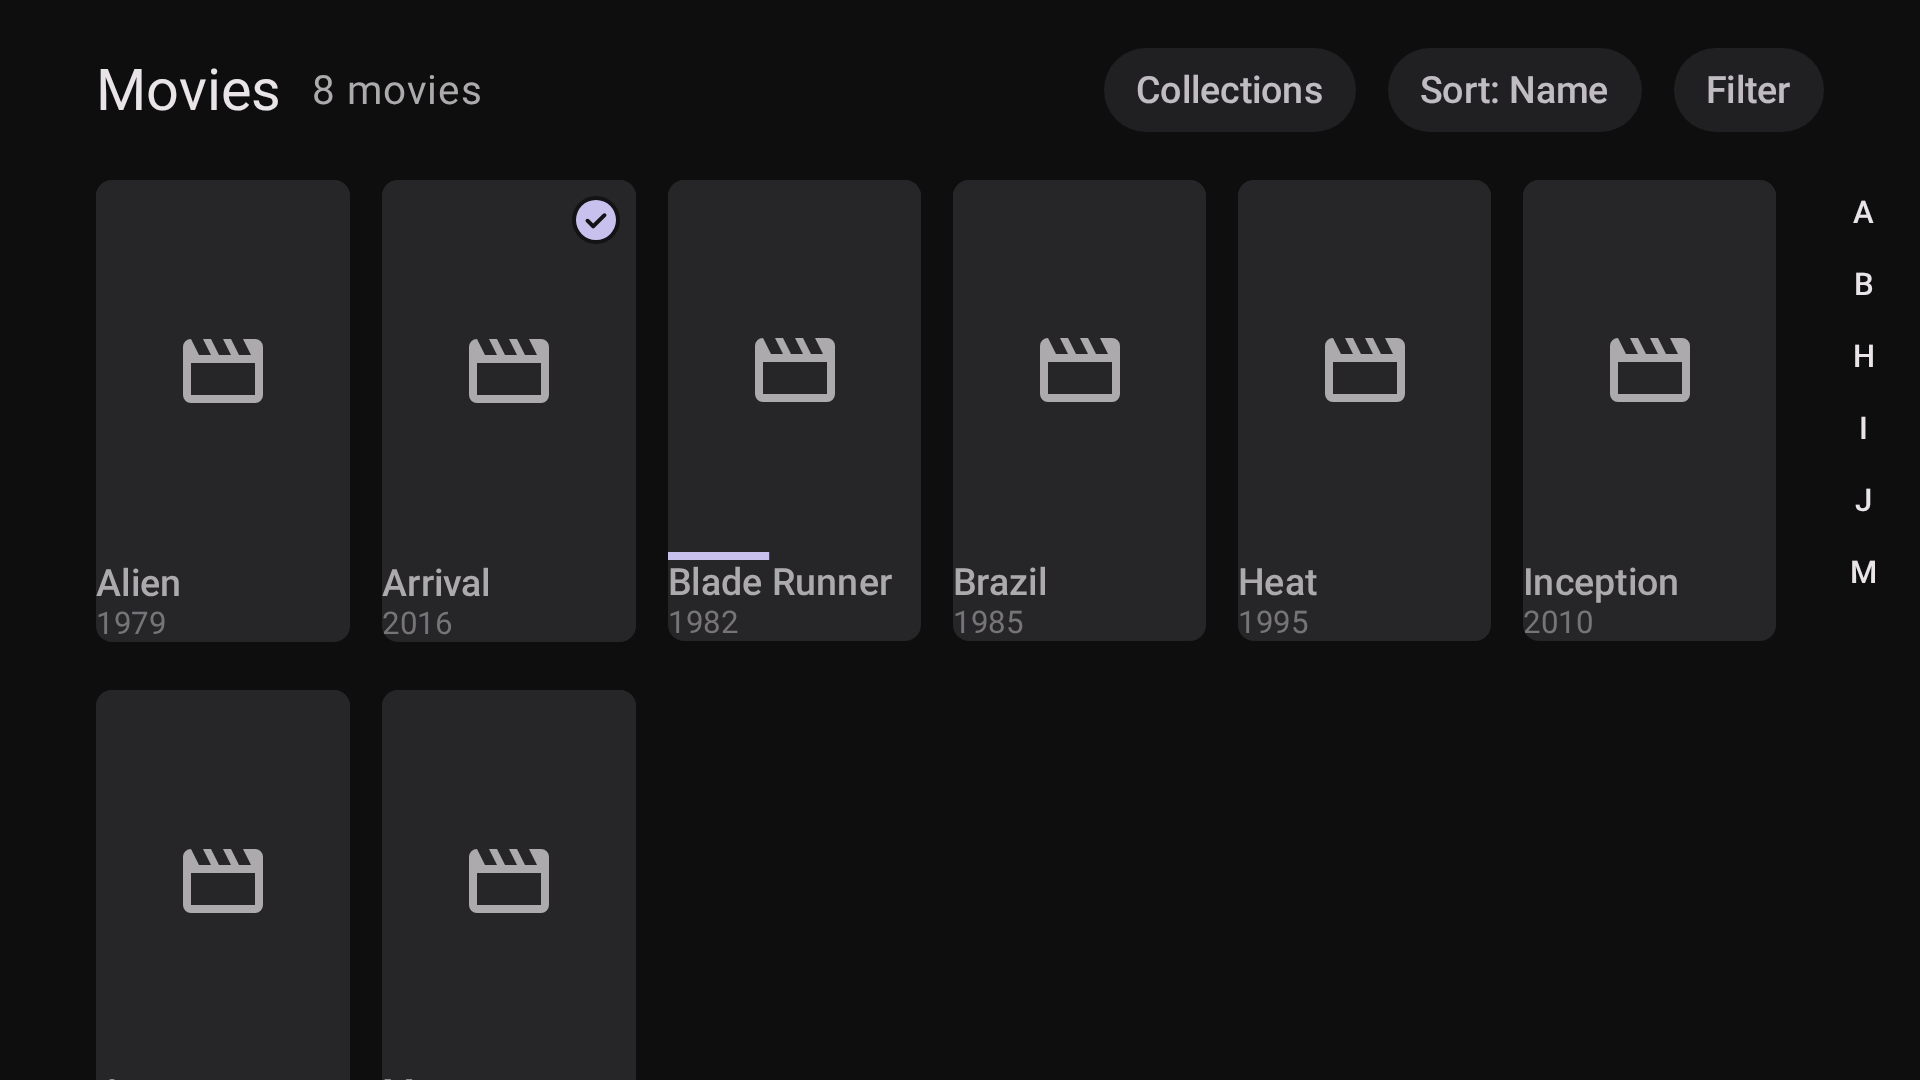 Movies 8 movies Collections Sort: Name Filter
A
B
H
I
J
M
Alien
1979
Arrival
2016
Blade Runner
1982
Brazil
1985
Heat
1995
Inception
2010